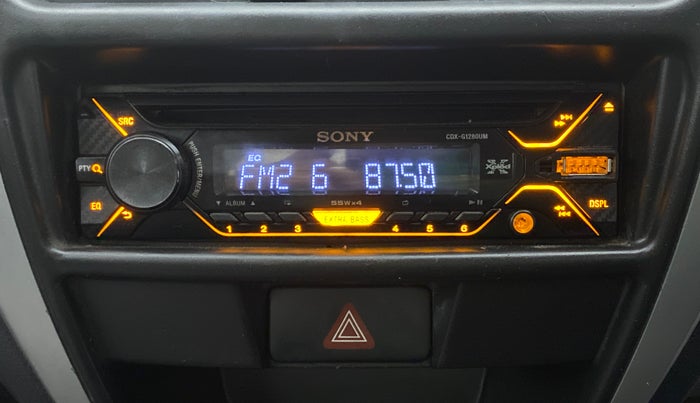 SRC
SONY
CDX-G1280UM
PUSH ENTER/MENU
PTY
EQ
FM2 6 87.50
Xplod
EQ
▼ ALBUM ▲
55W×4
EXTRA BASS
DSPL
1 2 3 4 5 6